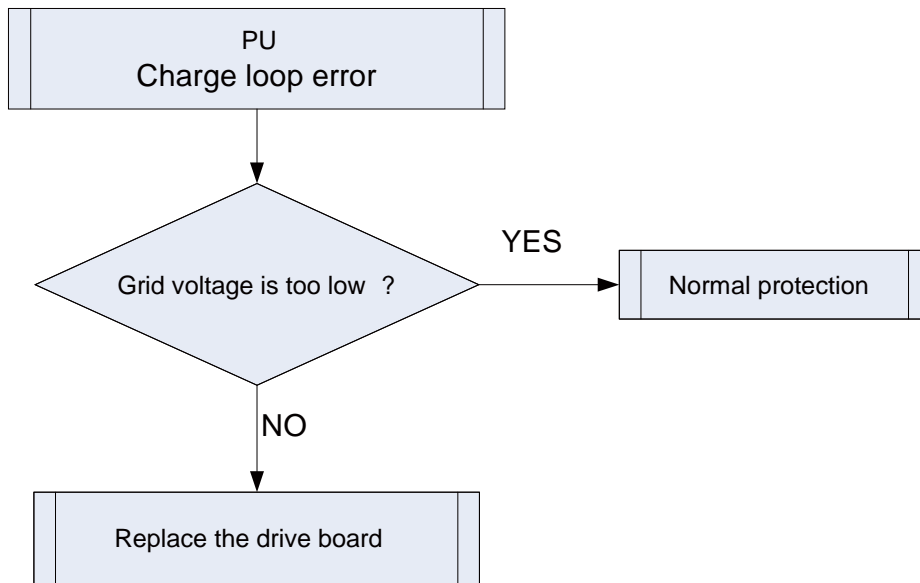 PU
Charge loop error
YES
Grid voltage is too low ?
Normal protection
NO
Replace the drive board